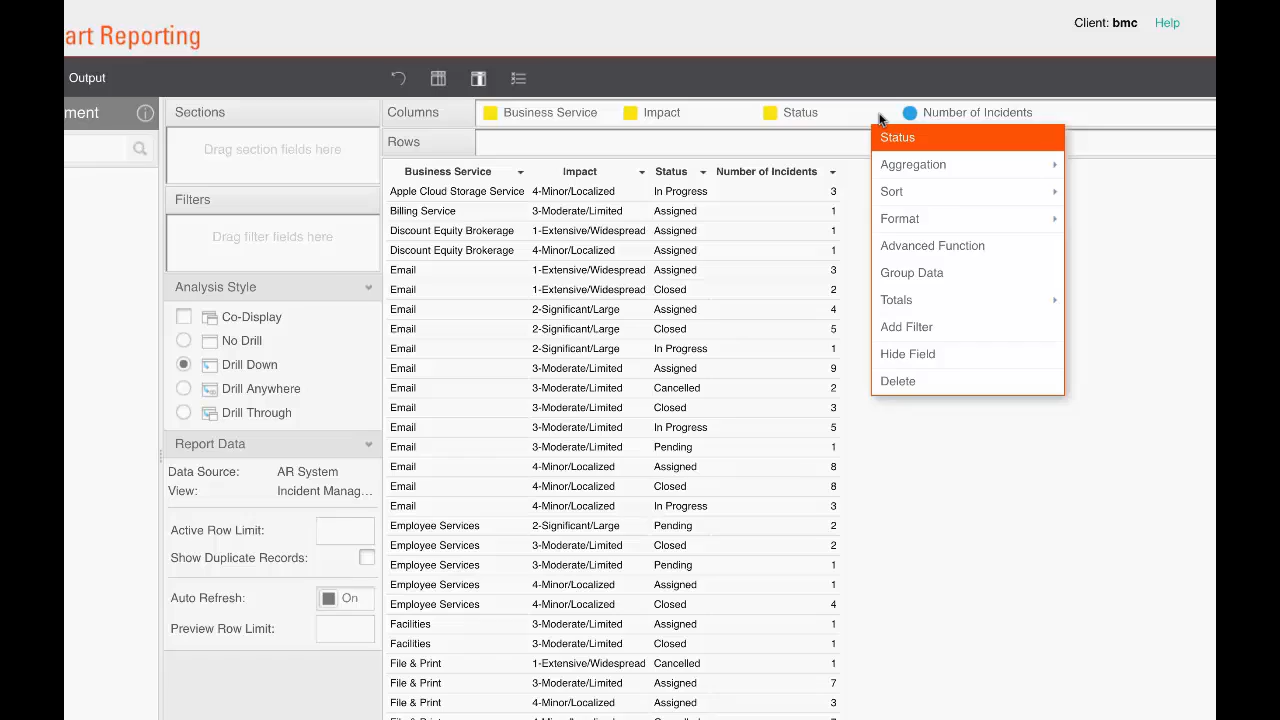 art Reporting
Client: bmc Help
Output
ment
Sections
Drag section fields here
Filters
Drag filter fields here
Analysis Style
Co-Display
No Drill
Drill Down
Drill Anywhere
Drill Through
Report Data
Data Source: AR System
View: Incident Manag...
Active Row Limit:
Show Duplicate Records:
Auto Refresh: On
Preview Row Limit:
Columns Business Service Impact Status Number of Incidents
Rows
Status
Aggregation
Sort
Format
Advanced Function
Group Data
Totals
Add Filter
Hide Field
Delete
Business Service Impact Status Number of Incidents
Apple Cloud Storage Service 4-Minor/Localized In Progress 3
Billing Service 3-Moderate/Limited Assigned 1
Discount Equity Brokerage 1-Extensive/Widespread Assigned 1
Discount Equity Brokerage 4-Minor/Localized Assigned 1
Email 1-Extensive/Widespread Assigned 3
Email 1-Extensive/Widespread Closed 2
Email 2-Significant/Large Assigned 4
Email 2-Significant/Large Closed 5
Email 2-Significant/Large In Progress 1
Email 3-Moderate/Limited Assigned 9
Email 3-Moderate/Limited Cancelled 2
Email 3-Moderate/Limited Closed 3
Email 3-Moderate/Limited In Progress 5
Email 3-Moderate/Limited Pending 1
Email 4-Minor/Localized Assigned 8
Email 4-Minor/Localized Closed 8
Email 4-Minor/Localized In Progress 3
Employee Services 2-Significant/Large Pending 2
Employee Services 3-Moderate/Limited Closed 2
Employee Services 3-Moderate/Limited Pending 1
Employee Services 4-Minor/Localized Assigned 1
Employee Services 4-Minor/Localized Closed 4
Facilities 3-Moderate/Limited Assigned 1
Facilities 3-Moderate/Limited Closed 1
File & Print 1-Extensive/Widespread Cancelled 1
File & Print 3-Moderate/Limited Assigned 7
File & Print 4-Minor/Localized Assigned 3